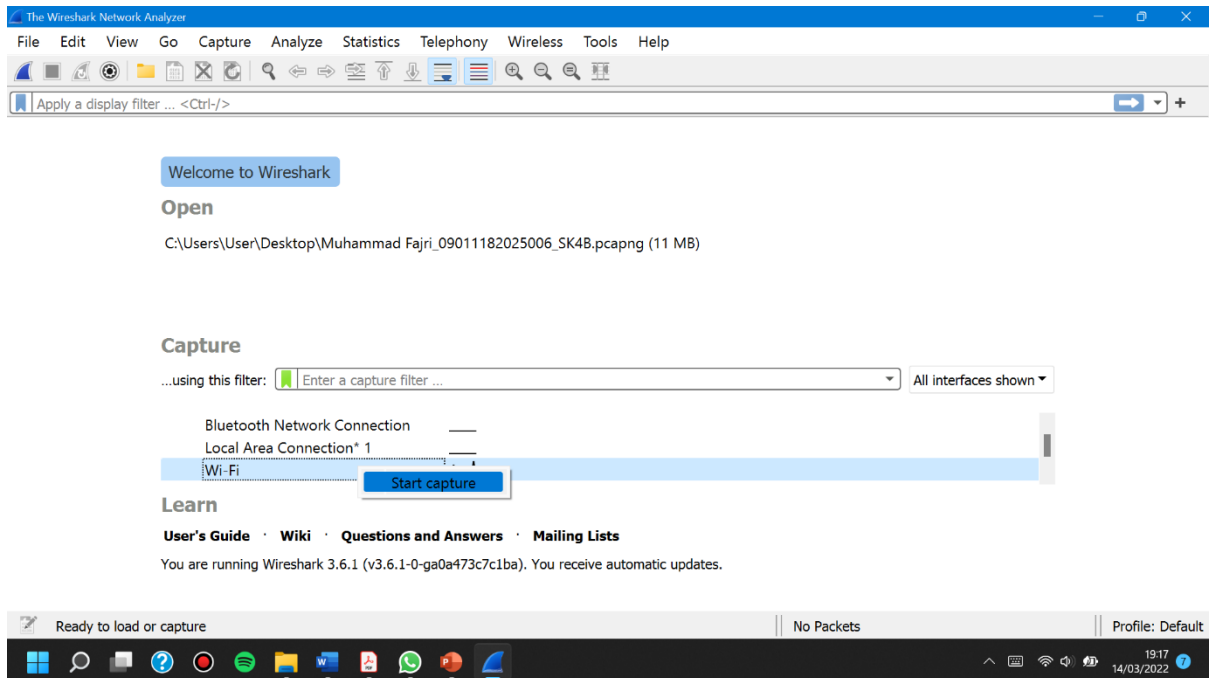 The Wireshark Network Analyzer
File Edit View Go Capture Analyze Statistics Telephony Wireless Tools Help
Apply a display filter ... <Ctrl-/>
Welcome to Wireshark
Open
C:\Users\User\Desktop\Muhammad Fajri_09011182025006_SK4B.pcapng (11 MB)
Capture
...using this filter: Enter a capture filter ... All interfaces shown
Bluetooth Network Connection
Local Area Connection* 1
Wi-Fi
Start capture
Learn
User's Guide · Wiki · Questions and Answers · Mailing Lists
You are running Wireshark 3.6.1 (v3.6.1-0-ga0a473c7c1ba). You receive automatic updates.
Ready to load or capture No Packets Profile: Default
19:17
14/03/2022 7